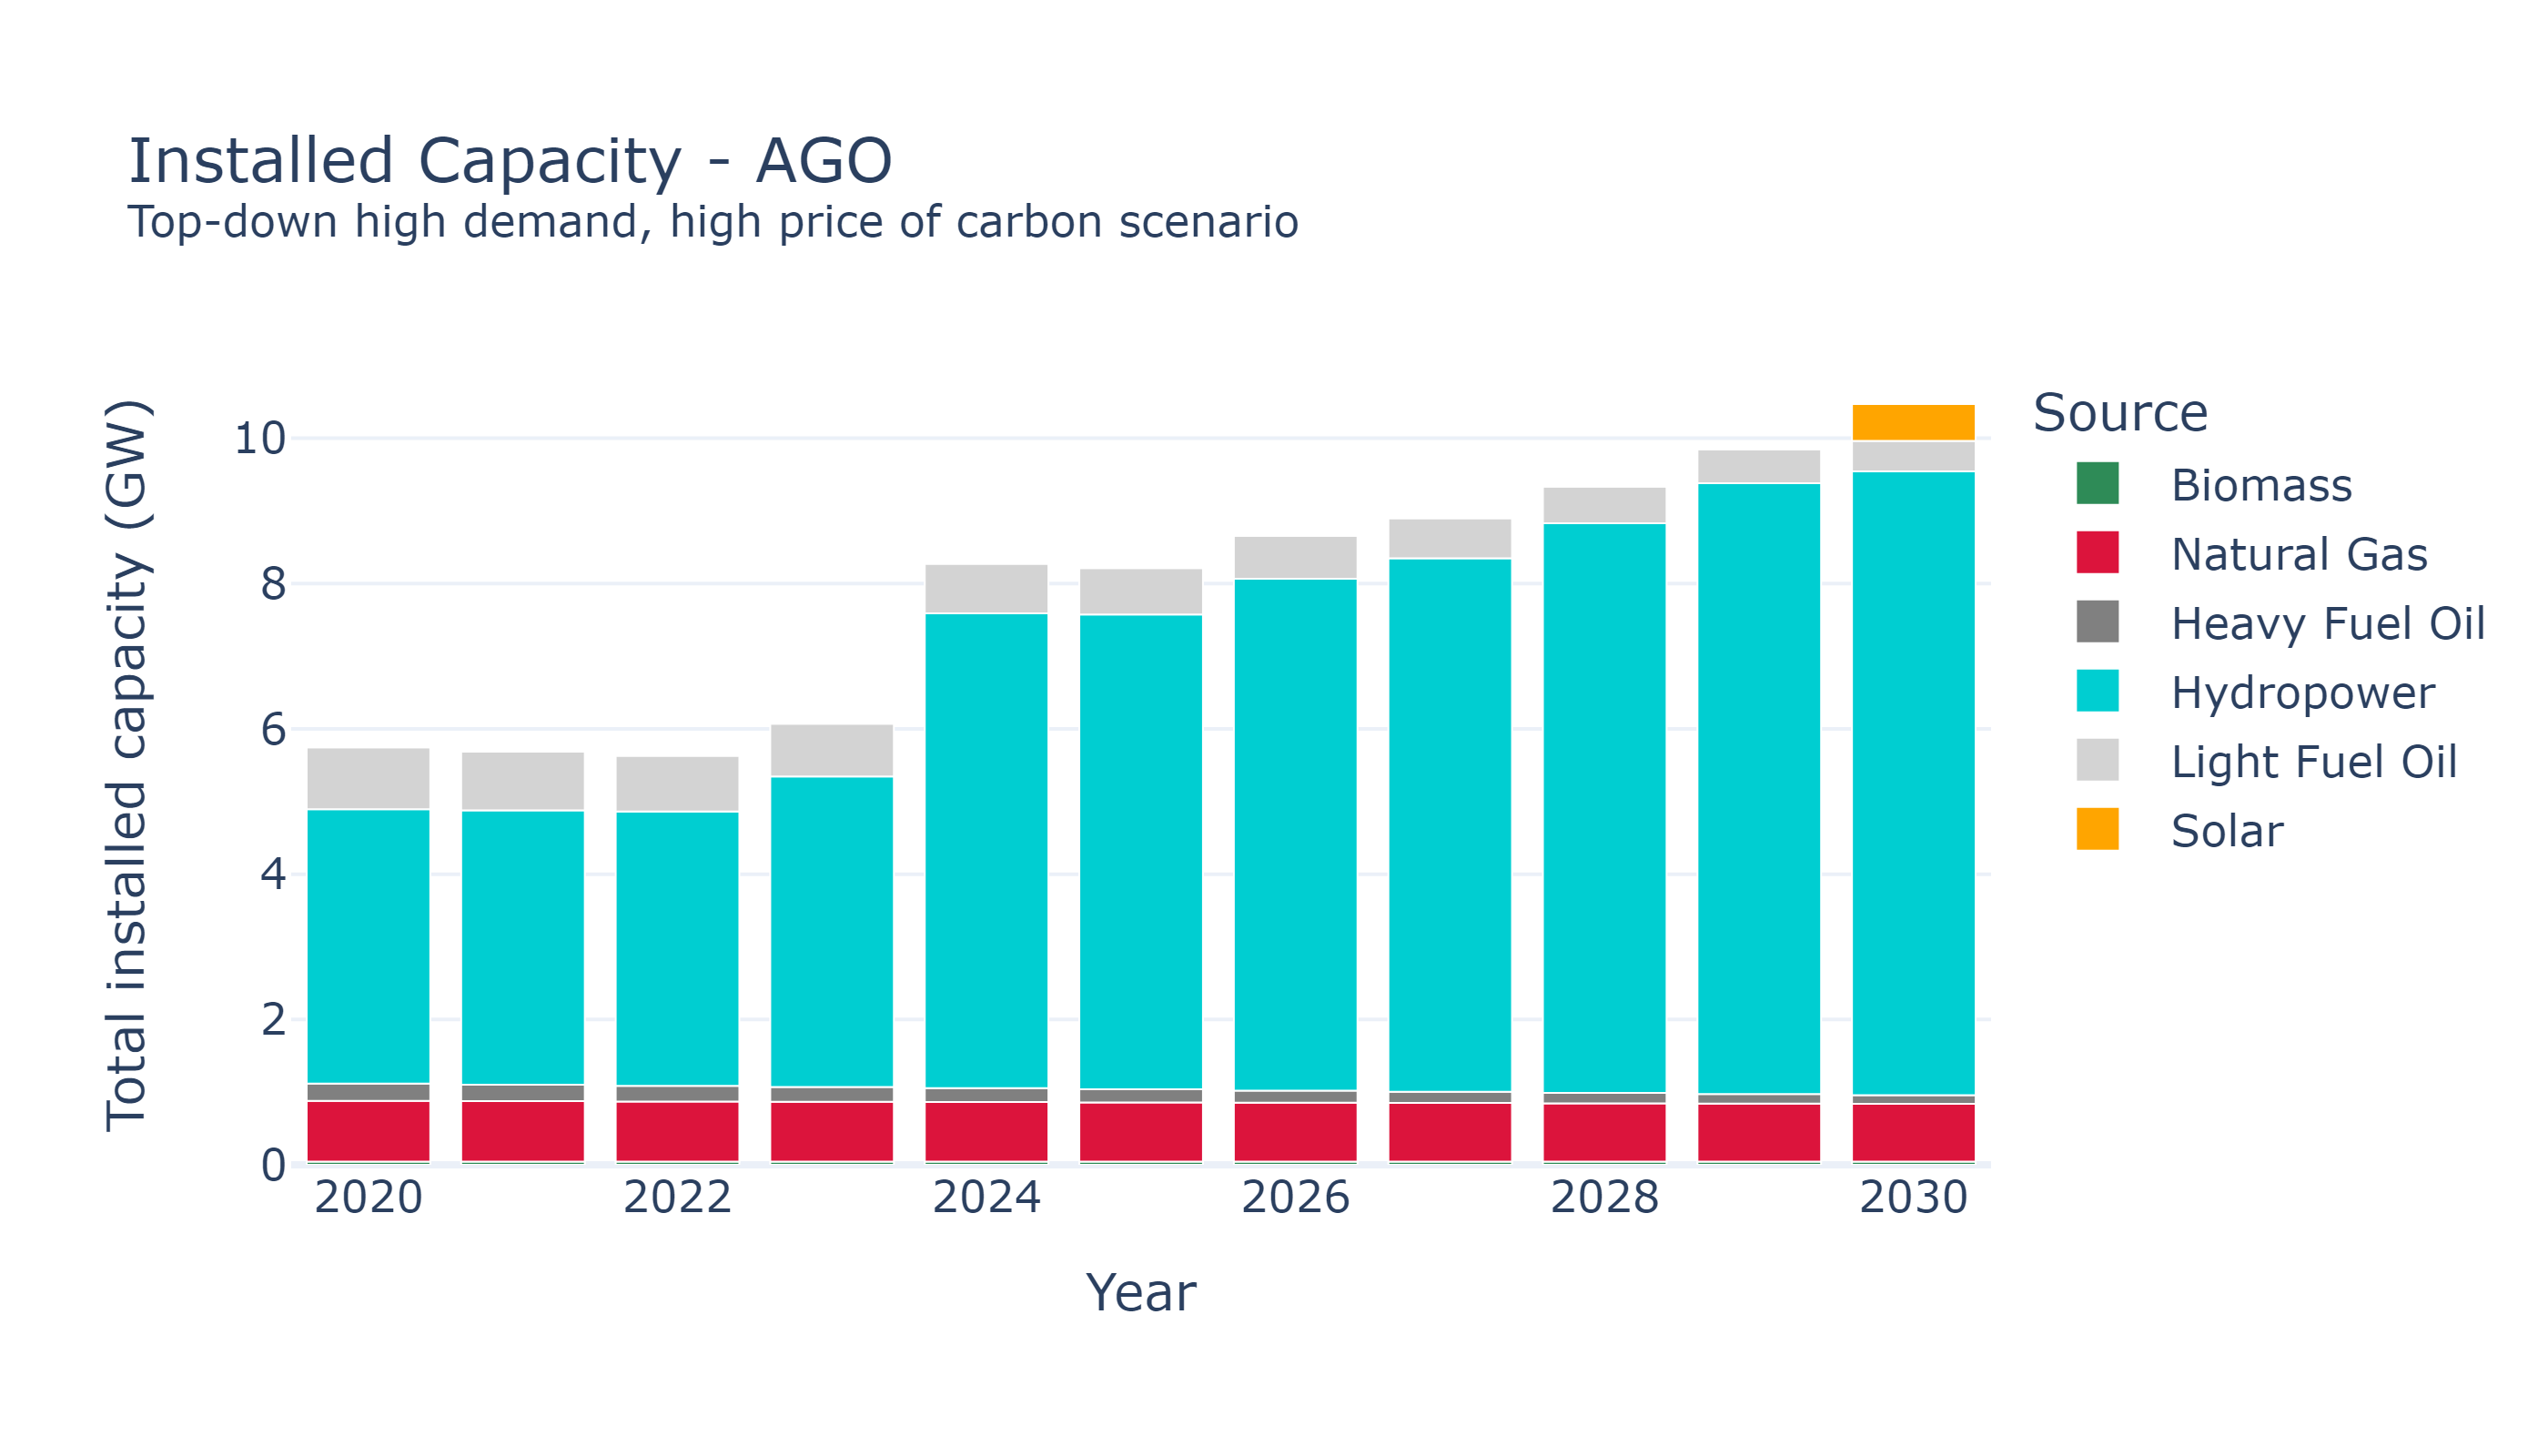 Installed Capacity - AGO
Top-down high demand, high price of carbon scenario
Total installed capacity (GW)
10
8
6
4
2
0
2020
2022
2024
2026
2028
2030
Year
Source
Biomass
Natural Gas
Heavy Fuel Oil
Hydropower
Light Fuel Oil
Solar